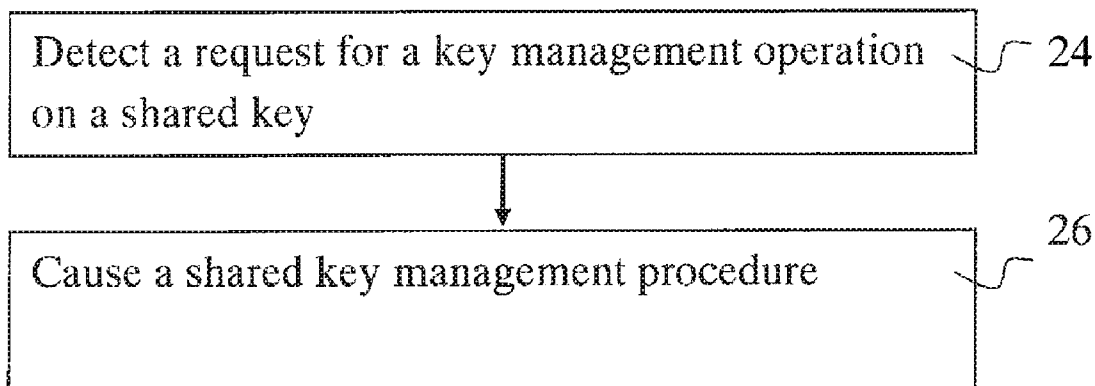 Detect a request for a key management operation
on a shared key
24
Cause a shared key management procedure
26